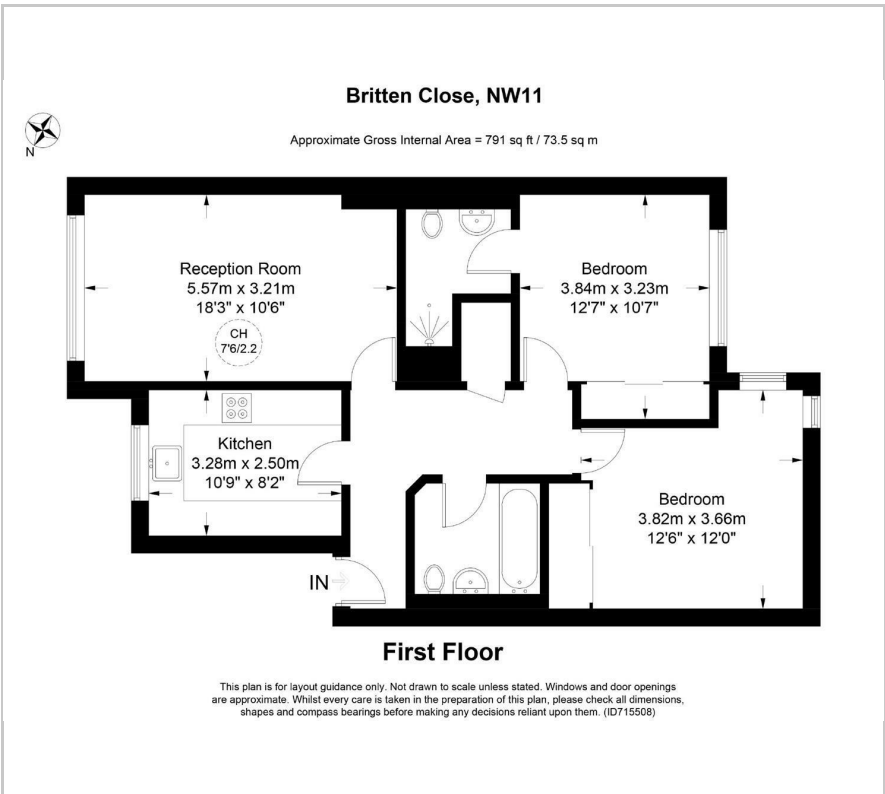 Britten Close, NW11
Approximate Gross Internal Area = 791 sq ft / 73.5 sq m
N
Reception Room
5.57m x 3.21m
18'3" x 10'6"
CH
7'6/2.2
Bedroom
3.84m x 3.23m
12'7" x 10'7"
Kitchen
3.28m x 2.50m
10'9" x 8'2"
Bedroom
3.82m x 3.66m
12'6" x 12'0"
IN
First Floor
This plan is for layout guidance only. Not drawn to scale unless stated. Windows and door openings
are approximate. Whilst every care is taken in the preparation of this plan, please check all dimensions,
shapes and compass bearings before making any decisions reliant upon them. (ID715508)